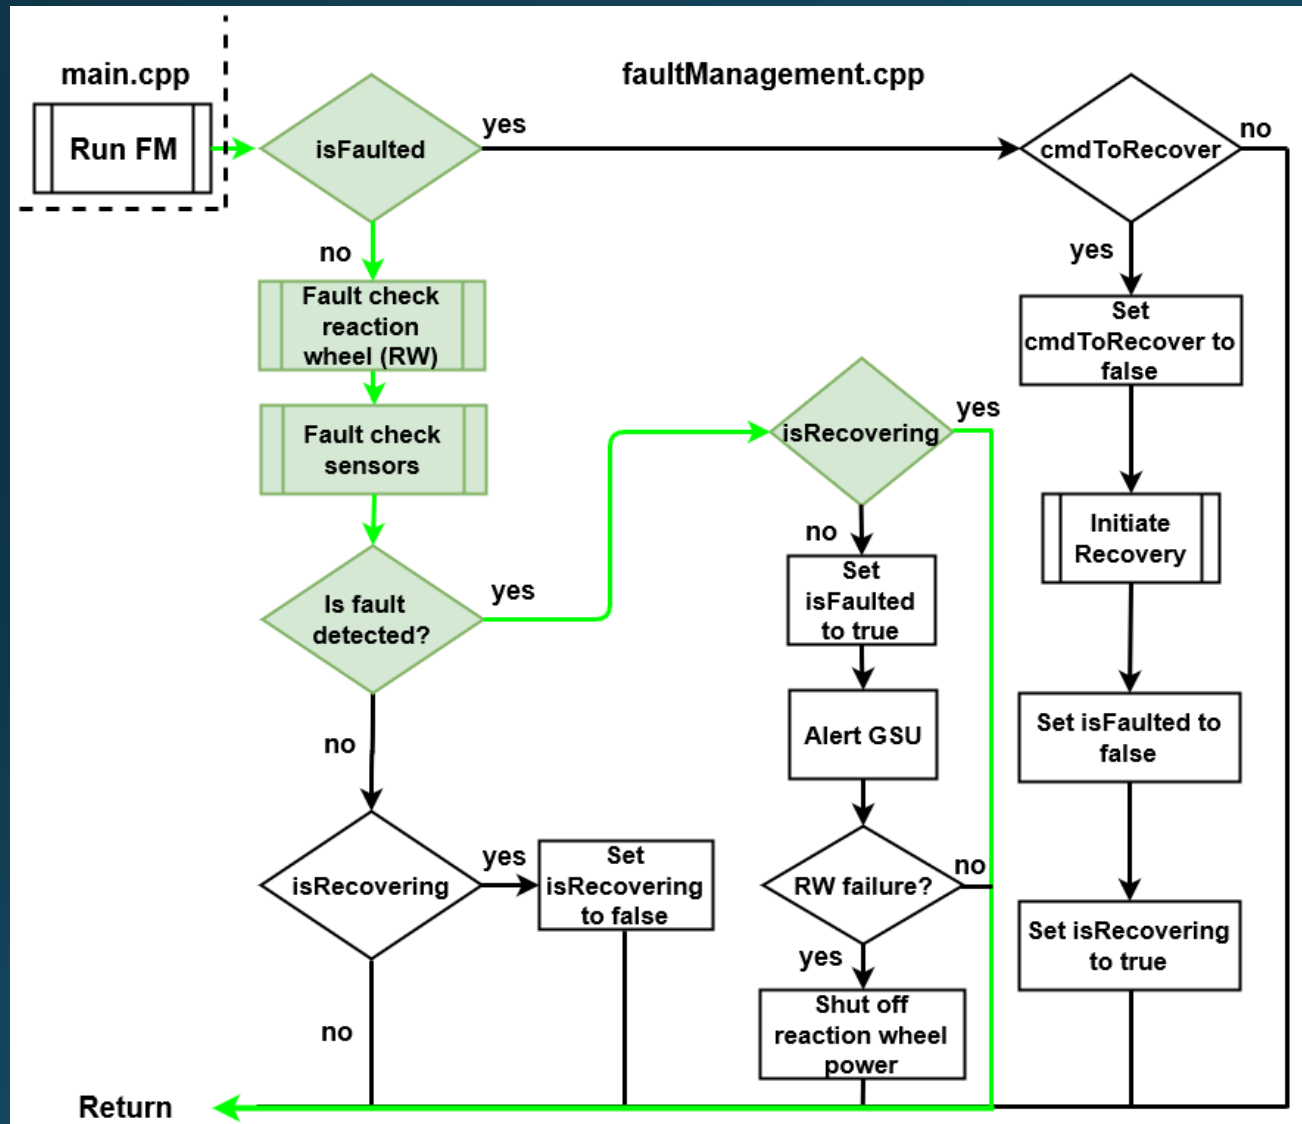 main.cpp
faultManagement.cpp
Run FM
isFaulted
yes
cmdToRecover
no
no
yes
Fault check
reaction
wheel (RW)
Set
cmdToRecover to
false
Fault check
sensors
isRecovering
yes
no
Initiate
Recovery
Set
isFaulted
to true
Is fault
detected?
yes
no
Alert GSU
Set isFaulted to
false
isRecovering
yes
Set
isRecovering
to false
RW failure?
no
yes
Set isRecovering
to true
no
Shut off
reaction wheel
power
Return